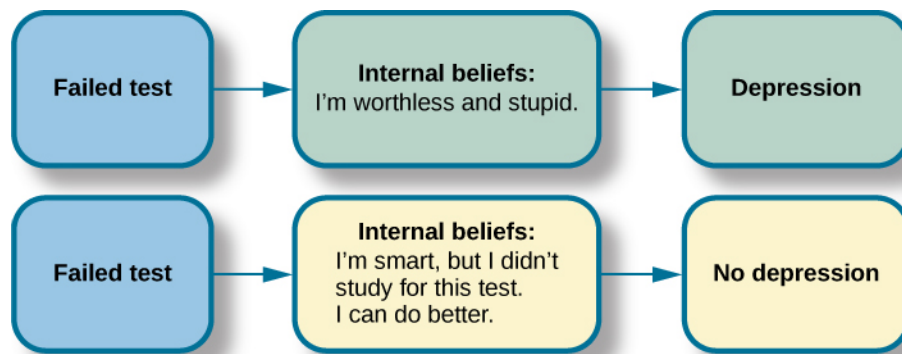 Failed test
Internal beliefs:
I'm worthless and stupid.
Depression
Failed test
Internal beliefs:
I'm smart, but I didn't
study for this test.
I can do better.
No depression